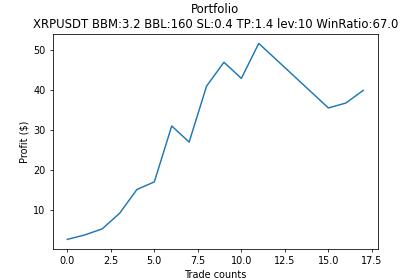 Portfolio
XRPUSDT BBM:3.2 BBL:160 SL:0.4 TP:1.4 lev:10 WinRatio:67.0
50
40
30
20
10
Profit ($)
0.0 2.5 5.0 7.5 10.0 12.5 15.0 17.5
Trade counts